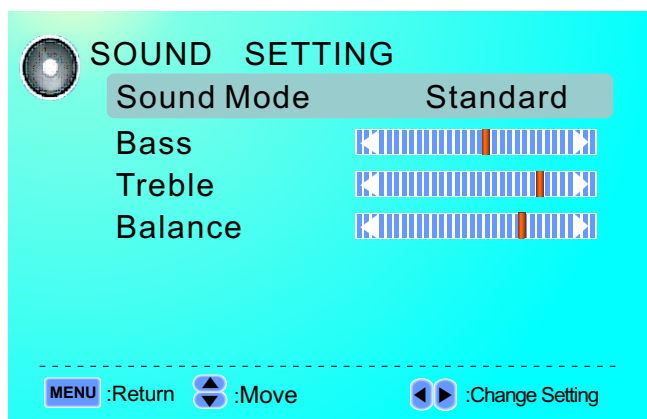 SOUND SETTING
Sound Mode Standard
Bass
Treble
Balance
MENU :Return :Move :Change Setting